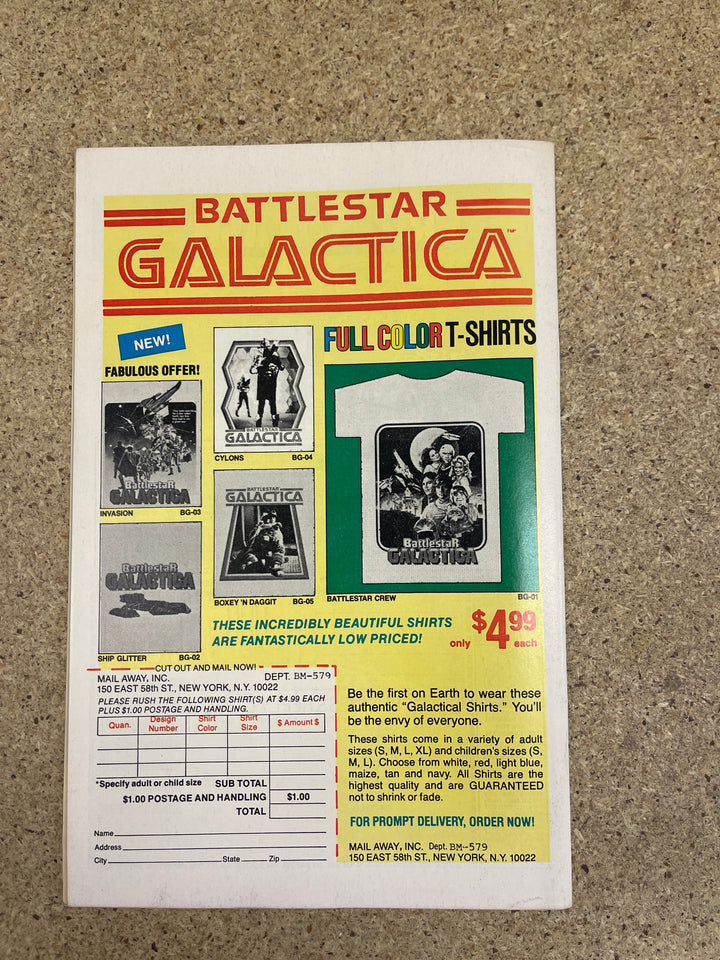 BATTLESTAR
GALACTICA™
NEW!
FABULOUS OFFER!
FULL COLOR T-SHIRTS
BattlestaR
GALACTICA
INVASION BG-03
BATTLESTAR
GALACTICA
CYLONS BG-04
BattlestaR
GALACTICA
SHIP GLITTER BG-02
BATTLESTAR
GALACTICA
BOXEY 'N DAGGIT BG-05
BattlestaR
GALACTICA
BATTLESTAR CREW BG-01
THESE INCREDIBLY BEAUTIFUL SHIRTS
ARE FANTASTICALLY LOW PRICED!
only $4.99 each
CUT OUT AND MAIL NOW!
MAIL AWAY, INC. DEPT. BM-579
150 EAST 58th ST., NEW YORK, N.Y. 10022
PLEASE RUSH THE FOLLOWING SHIRT(S) AT $4.99 EACH
PLUS $1.00 POSTAGE AND HANDLING.
Quan. Design Number Shirt Color Shirt Size $ Amount $
*Specify adult or child size SUB TOTAL
$1.00 POSTAGE AND HANDLING $1.00
TOTAL
Name
Address
City State Zip
Be the first on Earth to wear these
authentic "Galactical Shirts." You'll
be the envy of everyone.
These shirts come in a variety of adult
sizes (S, M, L, XL) and children's sizes (S,
M, L). Choose from white, red, light blue,
maize, tan and navy. All Shirts are the
highest quality and are GUARANTEED
not to shrink or fade.
FOR PROMPT DELIVERY, ORDER NOW!
MAIL AWAY, INC. Dept. BM-579
150 EAST 58th ST., NEW YORK, N.Y. 10022